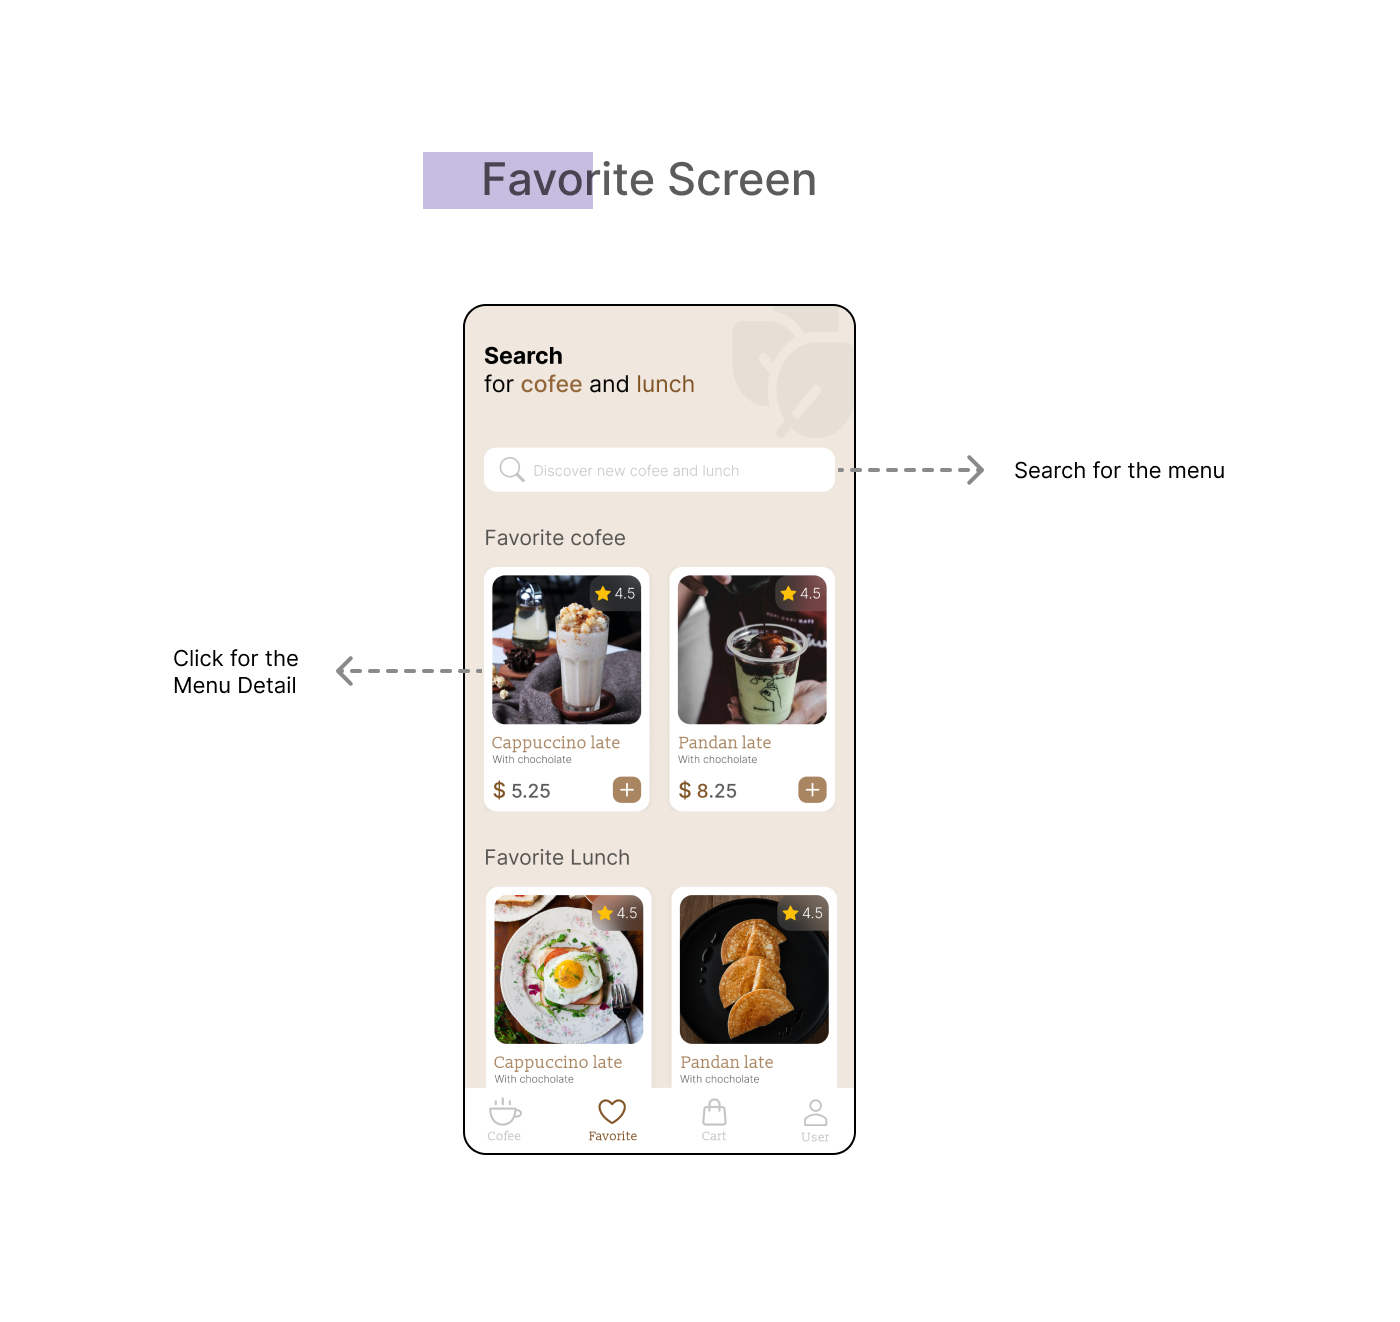 Favorite Screen
Search
for cofee and lunch
Discover new cofee and lunch
Search for the menu
Favorite cofee
4.5
4.5
Click for the
Menu Detail
Cappuccino late
With chocholate
$ 5.25
Pandan late
With chocholate
$ 8.25
Favorite Lunch
4.5
4.5
Cappuccino late
With chocholate
Pandan late
With chocholate
Cofee
Favorite
Cart
User